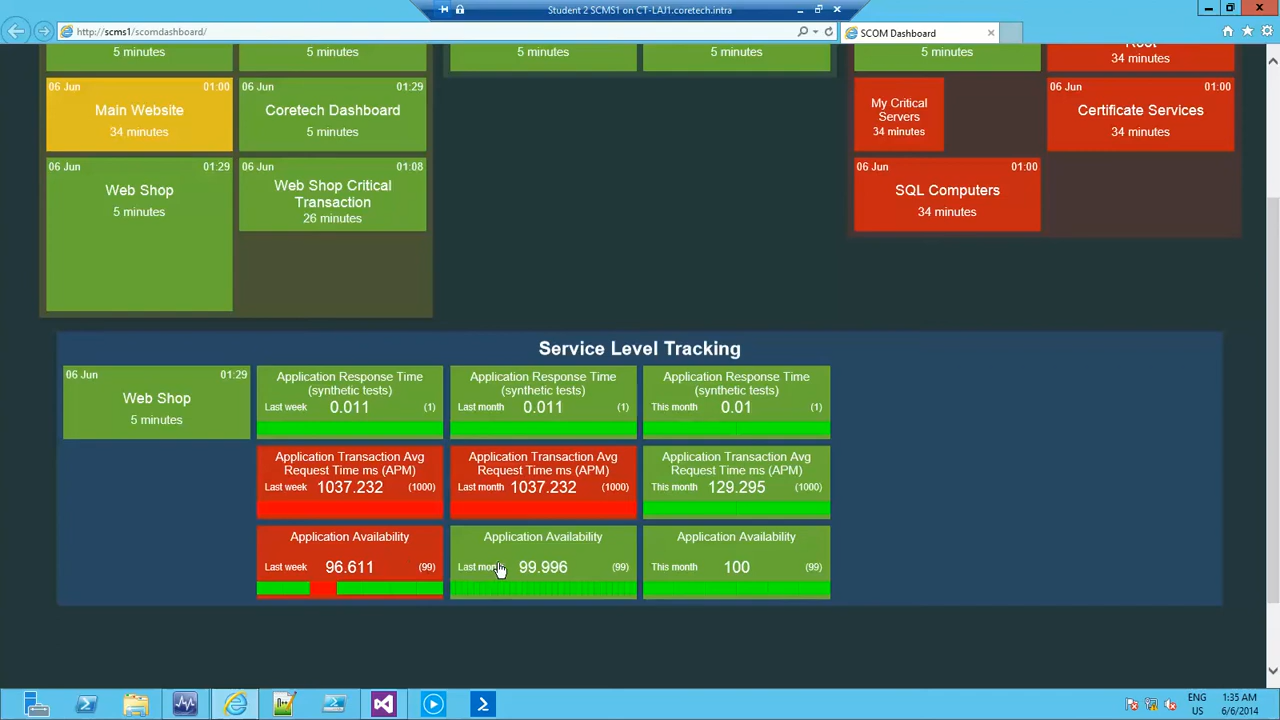 Student 2 SCMS1 on CT-LAJ1.coretech.intra
http://scms1/scomdashboard/
SCOM Dashboard
5 minutes
5 minutes
5 minutes
5 minutes
5 minutes
Root
34 minutes
06 Jun 01:00
Main Website
34 minutes
06 Jun 01:29
Coretech Dashboard
5 minutes
My Critical
Servers
34 minutes
06 Jun 01:00
Certificate Services
34 minutes
06 Jun 01:29
Web Shop
5 minutes
06 Jun 01:08
Web Shop Critical
Transaction
26 minutes
06 Jun 01:00
SQL Computers
34 minutes
Service Level Tracking
06 Jun 01:29
Web Shop
5 minutes
Application Response Time
(synthetic tests)
Last week 0.011 (1)
Application Response Time
(synthetic tests)
Last month 0.011 (1)
Application Response Time
(synthetic tests)
This month 0.01 (1)
Application Transaction Avg
Request Time ms (APM)
Last week 1037.232 (1000)
Application Transaction Avg
Request Time ms (APM)
Last month 1037.232 (1000)
Application Transaction Avg
Request Time ms (APM)
This month 129.295 (1000)
Application Availability
Last week 96.611 (99)
Application Availability
Last month 99.996 (99)
Application Availability
This month 100 (99)
ENG 1:35 AM
US 6/6/2014